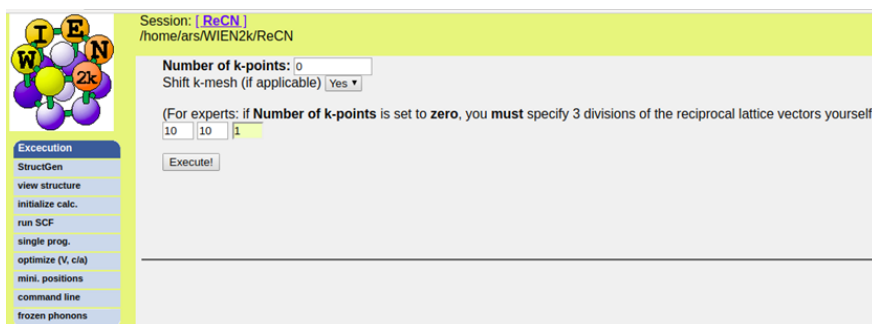 W I E N 2k
Session: [ ReCN ]
/home/ars/WIEN2k/ReCN
Number of k-points: 0
Shift k-mesh (if applicable) Yes
(For experts: if Number of k-points is set to zero, you must specify 3 divisions of the reciprocal lattice vectors yourself
10 10 1
Execute!
Excecution
StructGen
view structure
initialize calc.
run SCF
single prog.
optimize (V, c/a)
mini. positions
command line
frozen phonons